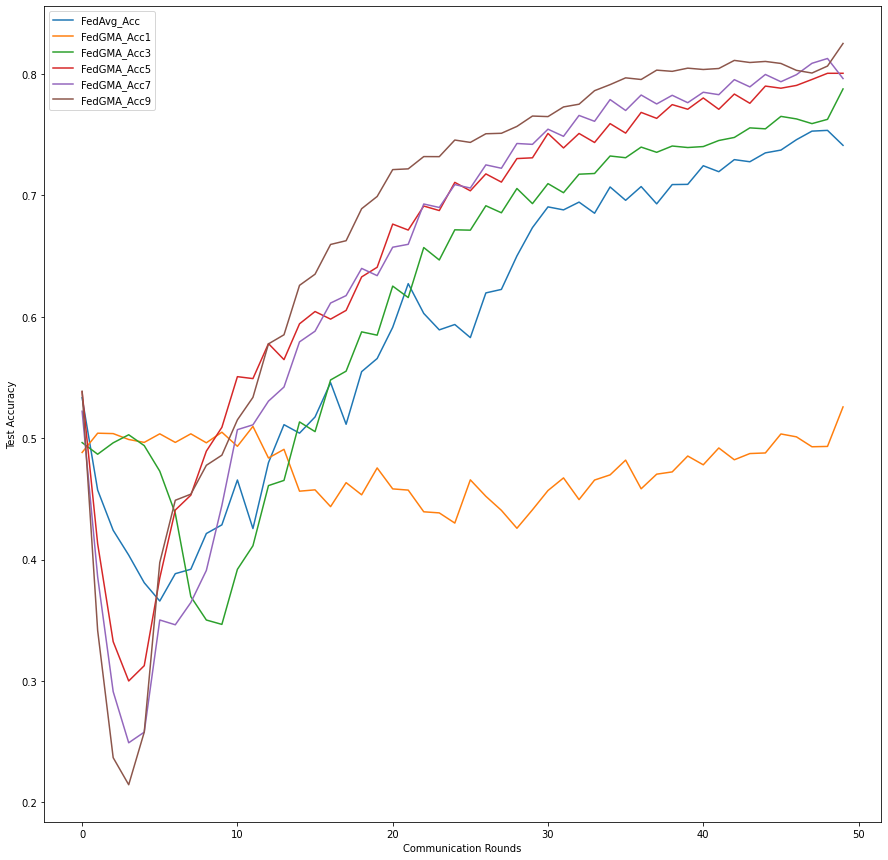 FedAvg_Acc
FedGMA_Acc1
FedGMA_Acc3
FedGMA_Acc5
FedGMA_Acc7
FedGMA_Acc9
0.8
0.7
0.6
0.5
0.4
0.3
0.2
Test Accuracy
0 10 20 30 40 50
Communication Rounds